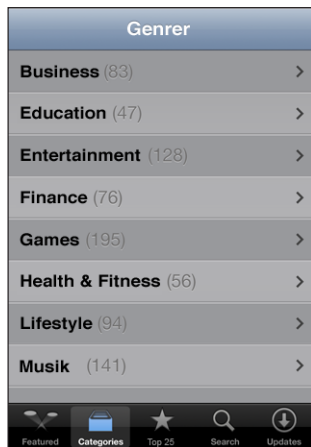 Genrer
Business (83)
Education (47)
Entertainment (128)
Finance (76)
Games (195)
Health & Fitness (56)
Lifestyle (94)
Musik (141)
Featured Categories Top 25 Search Updates